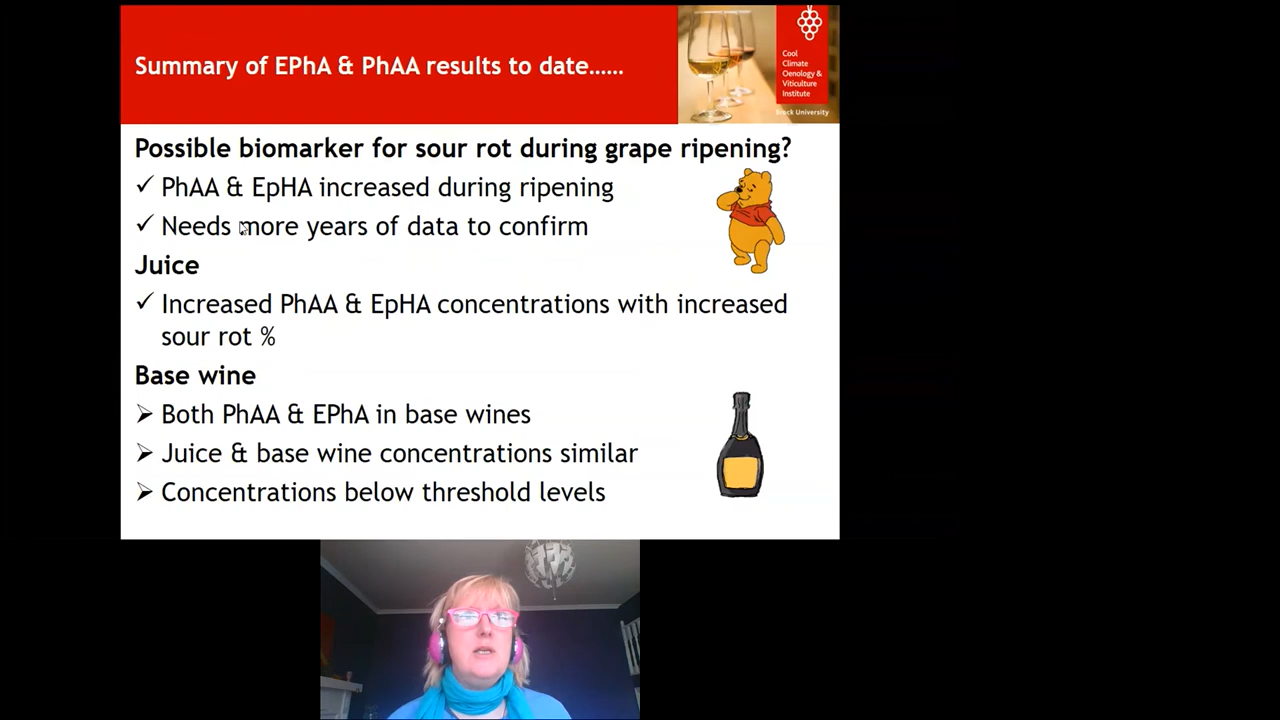 Summary of EPhA & PhAA results to date......
Cool
Climate
Oenology &
Viticulture
Institute
Brock University
Possible biomarker for sour rot during grape ripening?
✓ PhAA & EpHA increased during ripening
✓ Needs more years of data to confirm
Juice
✓ Increased PhAA & EpHA concentrations with increased
sour rot %
Base wine
➢ Both PhAA & EPhA in base wines
➢ Juice & base wine concentrations similar
➢ Concentrations below threshold levels